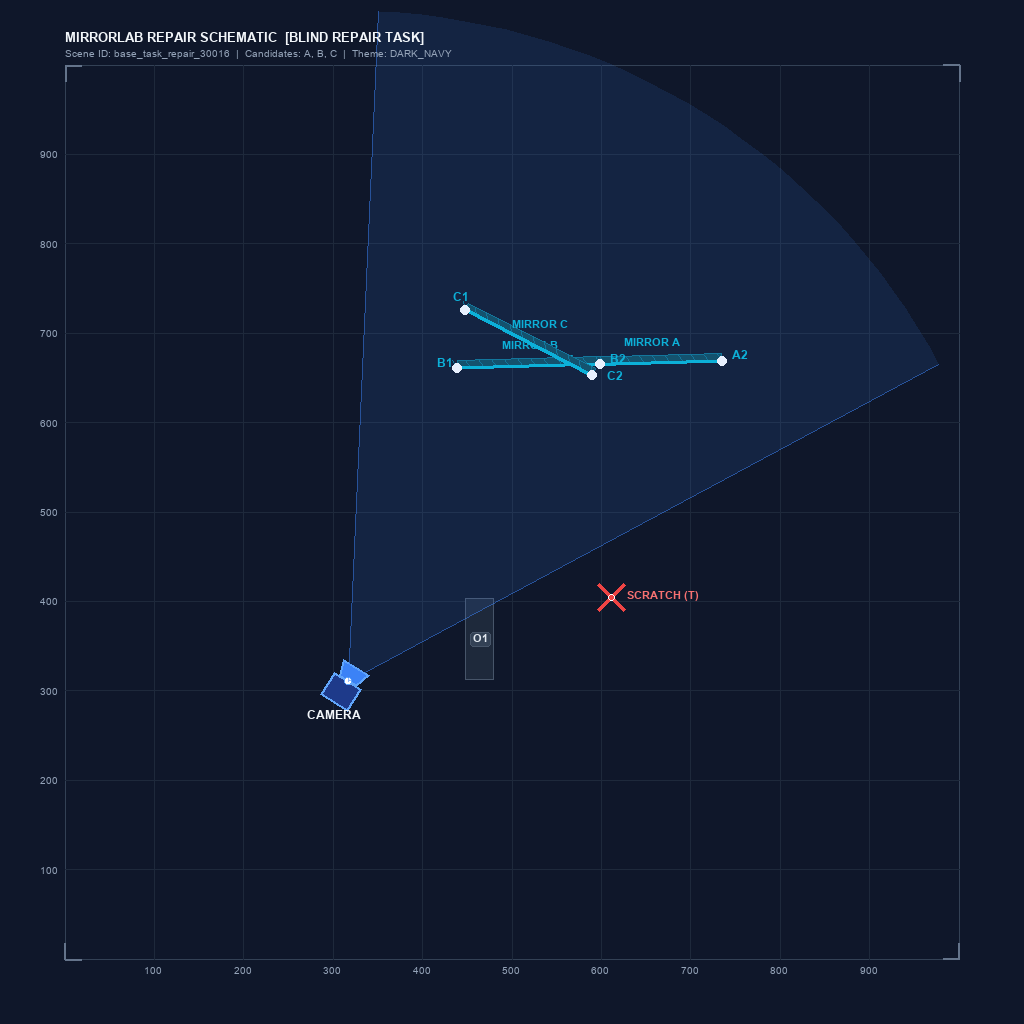 MIRRORLAB REPAIR SCHEMATIC [BLIND REPAIR TASK]
Scene ID: base_task_repair_30016 | Candidates: A, B, C | Theme: DARK_NAVY
900
800
700
600
500
400
300
200
100
C1
MIRROR C
MIRROR B
MIRROR A
B1
B2
A2
C2
SCRATCH (T)
O1
CAMERA
100
200
300
400
500
600
700
800
900